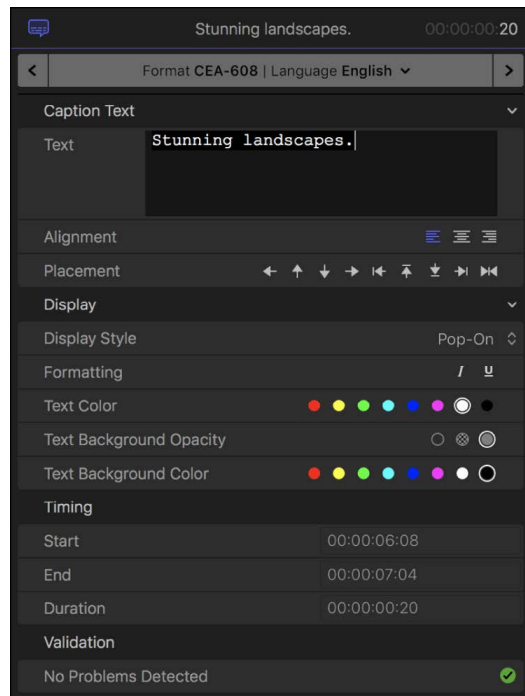 Stunning landscapes. 00:00:00:20
Format CEA-608 | Language English
Caption Text
Text Stunning landscapes.
Alignment
Placement
Display
Display Style Pop-On
Formatting I U
Text Color
Text Background Opacity
Text Background Color
Timing
Start 00:00:06:08
End 00:00:07:04
Duration 00:00:00:20
Validation
No Problems Detected